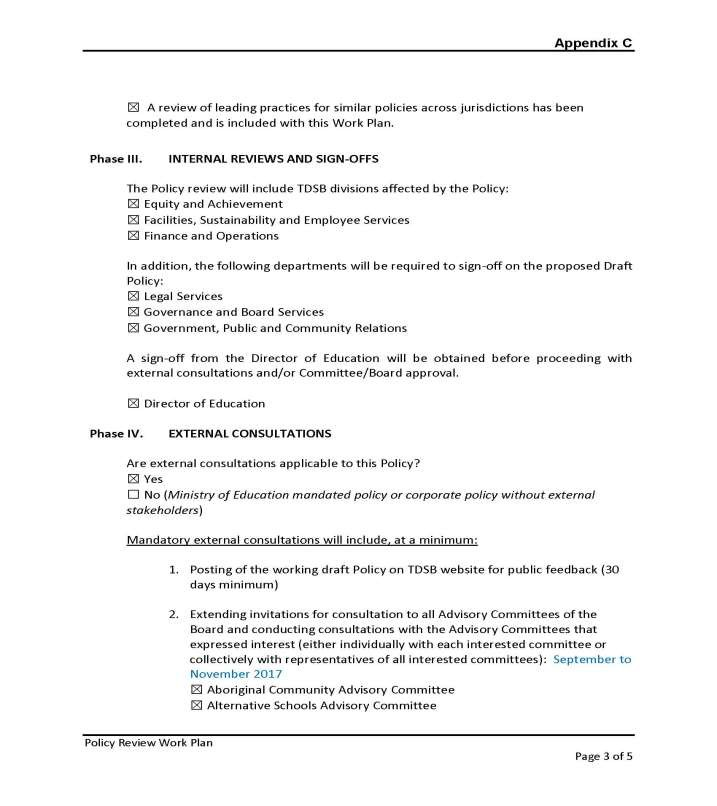 Appendix C
☒ A review of leading practices for similar policies across jurisdictions has been
completed and is included with this Work Plan.
Phase III. INTERNAL REVIEWS AND SIGN-OFFS
The Policy review will include TDSB divisions affected by the Policy:
☒ Equity and Achievement
☒ Facilities, Sustainability and Employee Services
☒ Finance and Operations
In addition, the following departments will be required to sign-off on the proposed Draft
Policy:
☒ Legal Services
☒ Governance and Board Services
☒ Government, Public and Community Relations
A sign-off from the Director of Education will be obtained before proceeding with
external consultations and/or Committee/Board approval.
☒ Director of Education
Phase IV. EXTERNAL CONSULTATIONS
Are external consultations applicable to this Policy?
☒ Yes
☐ No (Ministry of Education mandated policy or corporate policy without external
stakeholders)
Mandatory external consultations will include, at a minimum:
1. Posting of the working draft Policy on TDSB website for public feedback (30
days minimum)
2. Extending invitations for consultation to all Advisory Committees of the
Board and conducting consultations with the Advisory Committees that
expressed interest (either individually with each interested committee or
collectively with representatives of all interested committees): September to
November 2017
☒ Aboriginal Community Advisory Committee
☒ Alternative Schools Advisory Committee
Policy Review Work Plan
Page 3 of 5